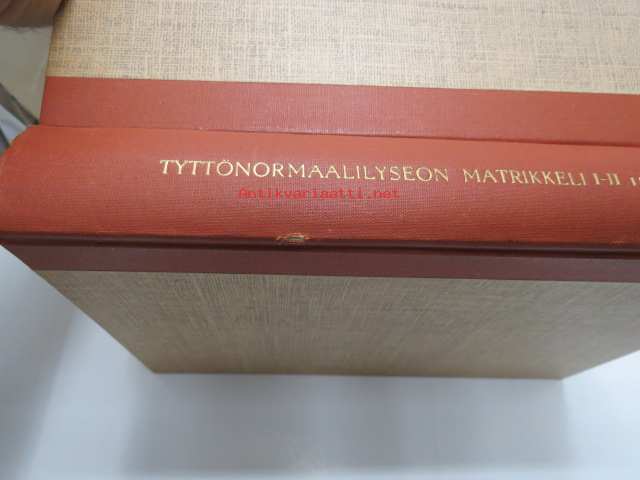 TYTTÖNORMAALILYSEON MATRIKKELI I-II
Antikvariaatti.net